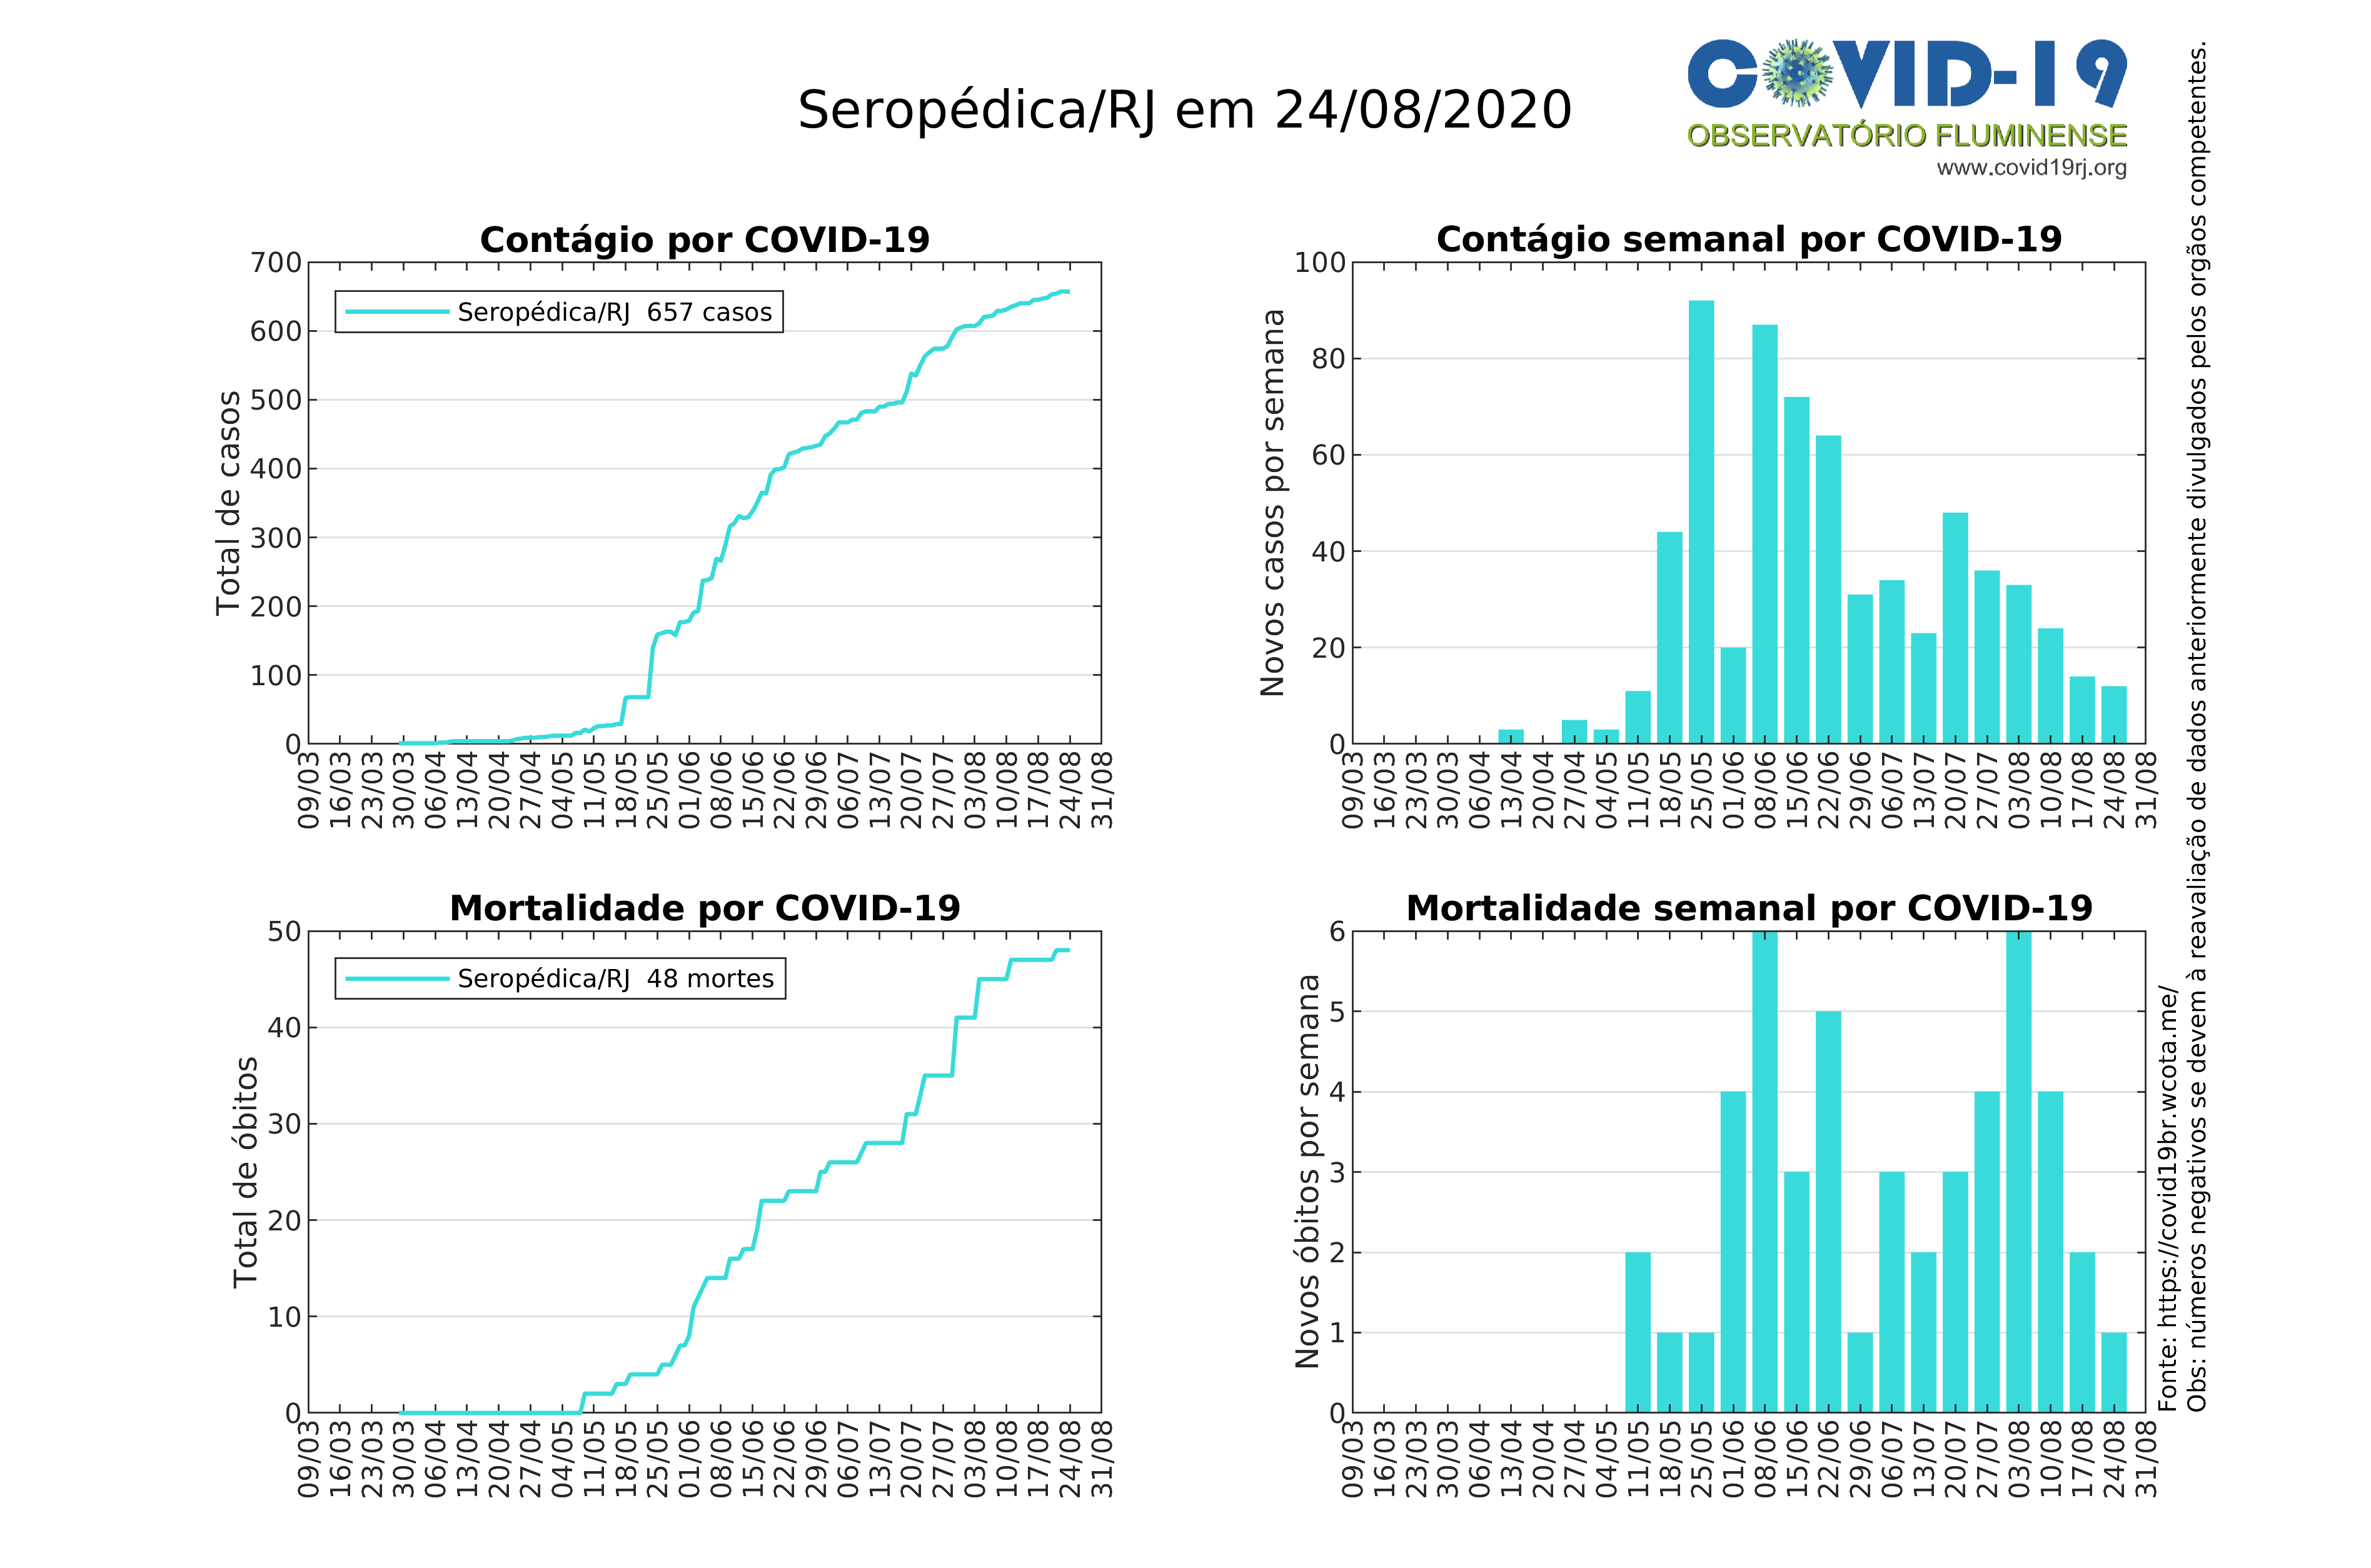 Seropédica/RJ em 24/08/2020
COVID-19
OBSERVATÓRIO FLUMINENSE
www.covid19rj.org
Contágio por COVID-19
Total de casos
700
600
500
400
300
200
100
0
Seropédica/RJ 657 casos
09/03 16/03 23/03 30/03 06/04 13/04 20/04 27/04 04/05 11/05 18/05 25/05 01/06 08/06 15/06 22/06 29/06 06/07 13/07 20/07 27/07 03/08 10/08 17/08 24/08 31/08
Contágio semanal por COVID-19
Novos casos por semana
100
80
60
40
20
0
09/03 16/03 23/03 30/03 06/04 13/04 20/04 27/04 04/05 11/05 18/05 25/05 01/06 08/06 15/06 22/06 29/06 06/07 13/07 20/07 27/07 03/08 10/08 17/08 24/08 31/08
Mortalidade por COVID-19
Total de óbitos
50
40
30
20
10
0
Seropédica/RJ 48 mortes
09/03 16/03 23/03 30/03 06/04 13/04 20/04 27/04 04/05 11/05 18/05 25/05 01/06 08/06 15/06 22/06 29/06 06/07 13/07 20/07 27/07 03/08 10/08 17/08 24/08 31/08
Mortalidade semanal por COVID-19
Novos óbitos por semana
6
5
4
3
2
1
0
09/03 16/03 23/03 30/03 06/04 13/04 20/04 27/04 04/05 11/05 18/05 25/05 01/06 08/06 15/06 22/06 29/06 06/07 13/07 20/07 27/07 03/08 10/08 17/08 24/08 31/08
Fonte: https://covid19br.wcota.me/
Obs: números negativos se devem à reavaliação de dados anteriormente divulgados pelos orgãos competentes.